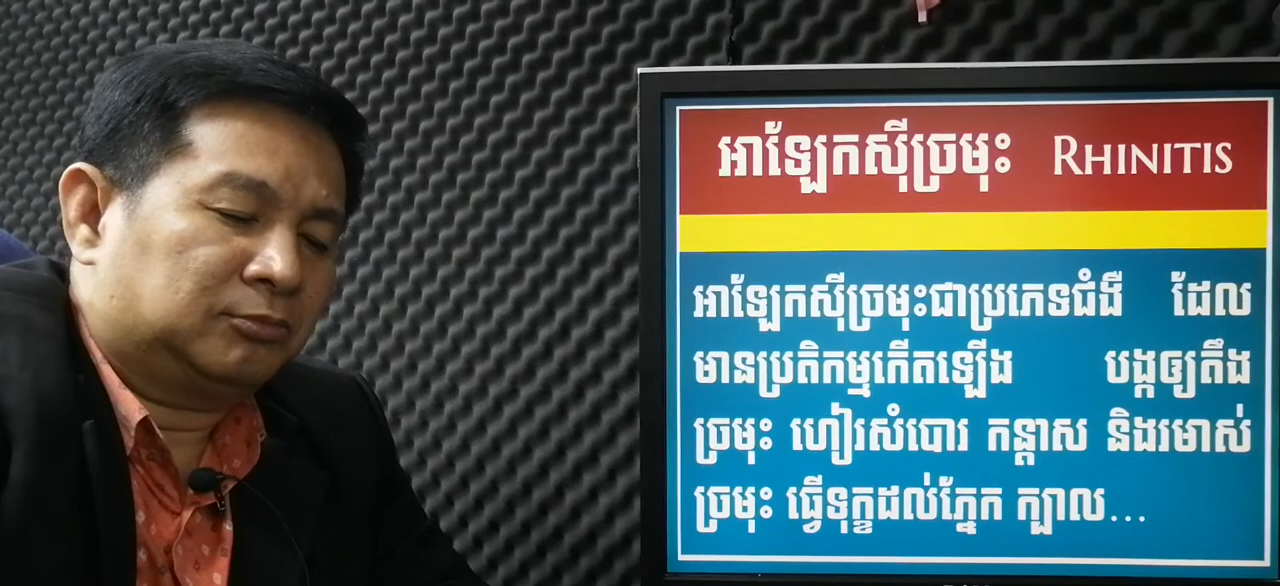 អាឡែកស៊ីច្រមុះ RHINITIS
អាឡែកស៊ីច្រមុះជាប្រភេទជំងឺ ដែល
មានប្រតិកម្មកើតឡើង បង្កឲ្យតឹង
ច្រមុះ ហៀរសំបោរ កន្តាស និងរមាស់
ច្រមុះ ធ្វើទុក្ខដល់ភ្នែក ក្បាល...